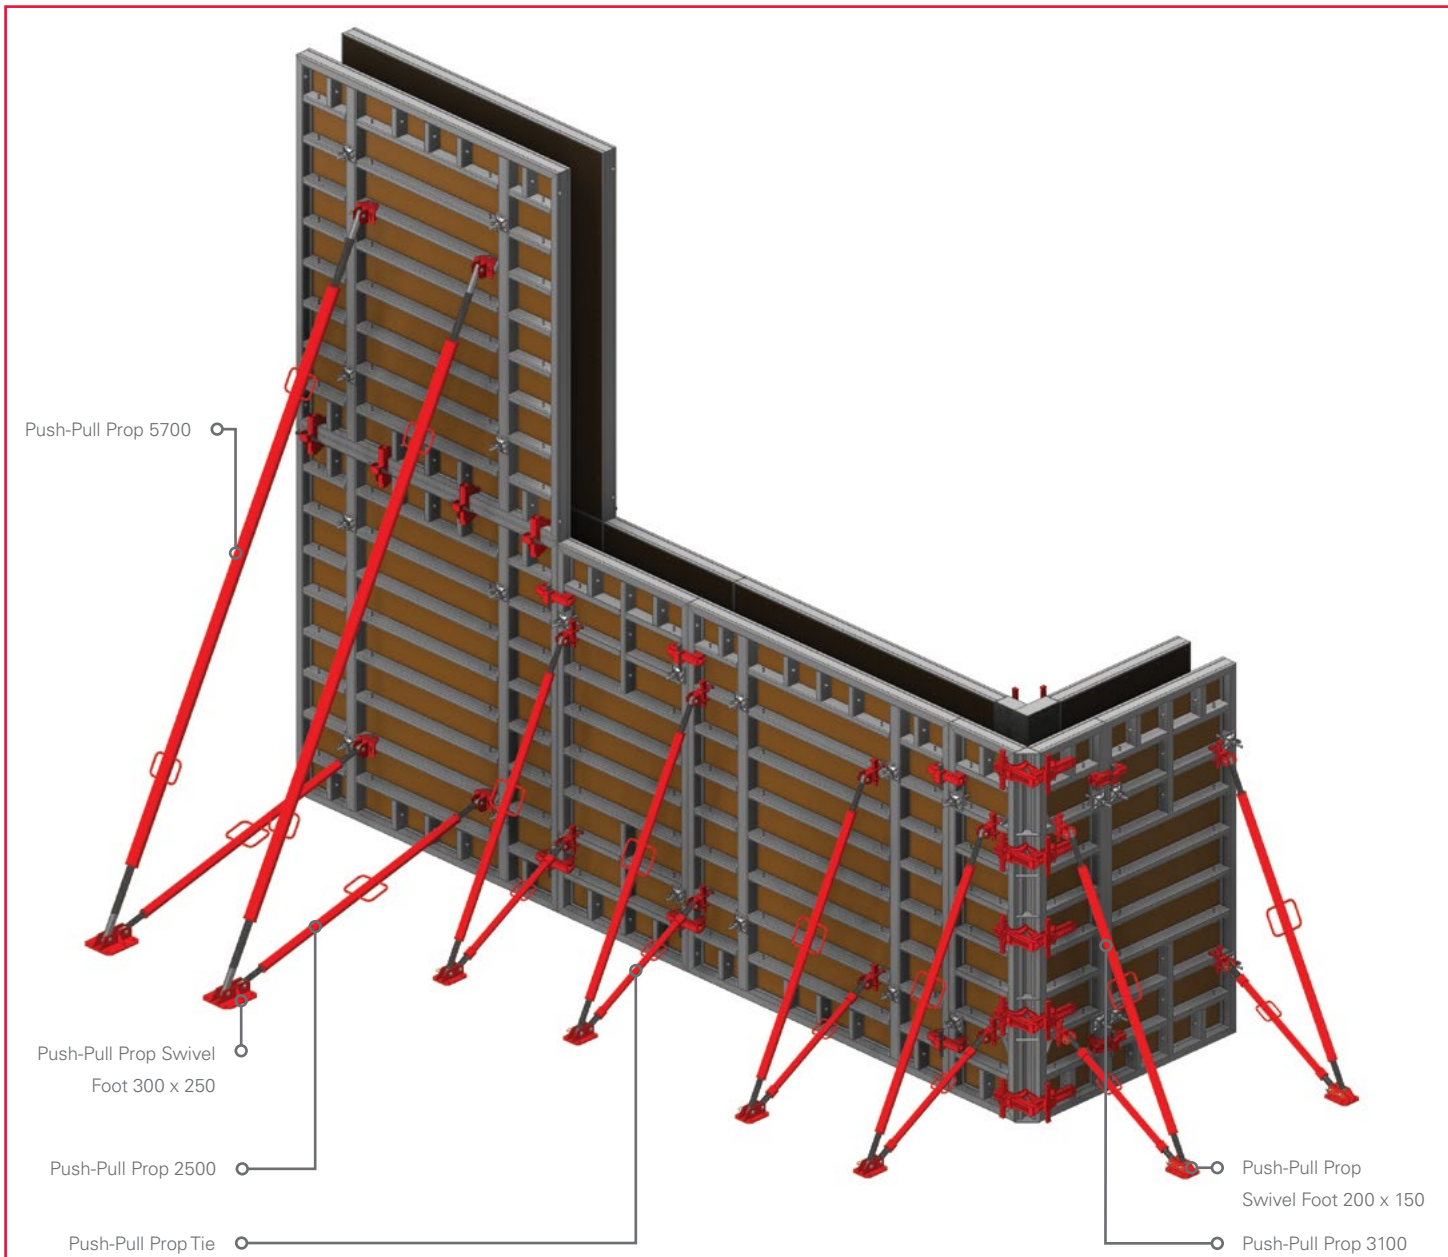 Push-Pull Prop 5700
Push-Pull Prop Swivel
Foot 300 x 250
Push-Pull Prop 2500
Push-Pull Prop Tie
Push-Pull Prop
Swivel Foot 200 x 150
Push-Pull Prop 3100